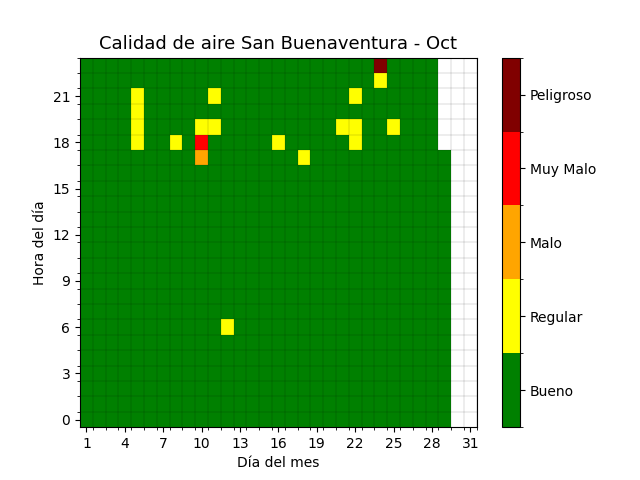 Calidad de aire San Buenaventura - Oct
Hora del día
21
18
15
12
9
6
3
0
1 4 7 10 13 16 19 22 25 28 31
Día del mes
Peligroso
Muy Malo
Malo
Regular
Bueno